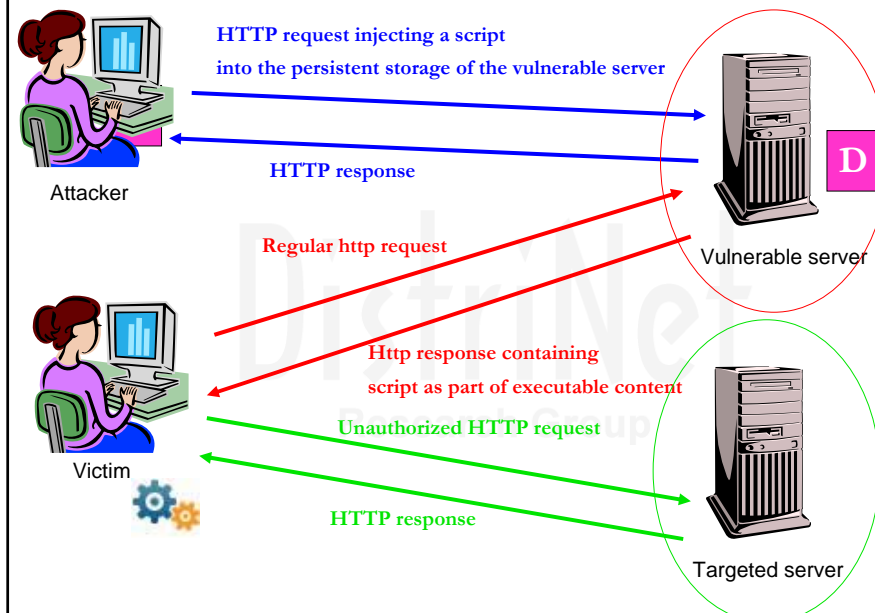 HTTP request injecting a script
into the persistent storage of the vulnerable server
HTTP response
D
Attacker
Regular http request
Vulnerable server
DistriNet
Http response containing
script as part of executable content
Research Group
Unauthorized HTTP request
Victim
HTTP response
Targeted server